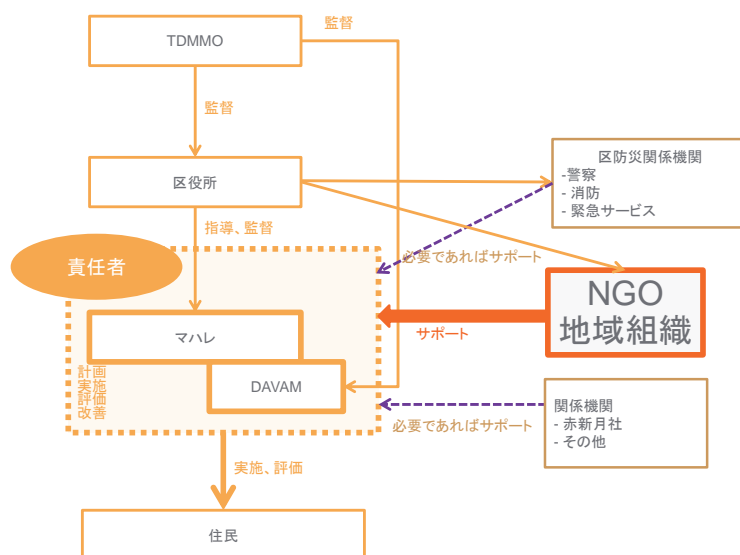 TDMMO
監督
監督
区役所
区防災関係機関
-警察
- 消防
- 緊急サービス
指導、監督
責任者
必要であればサポート
NGO
地域組織
サポート
マハレ
DAVAM
計画
実施
評価
改善
関係機関
- 赤新月社
- その他
必要であればサポート
実施、評価
住民